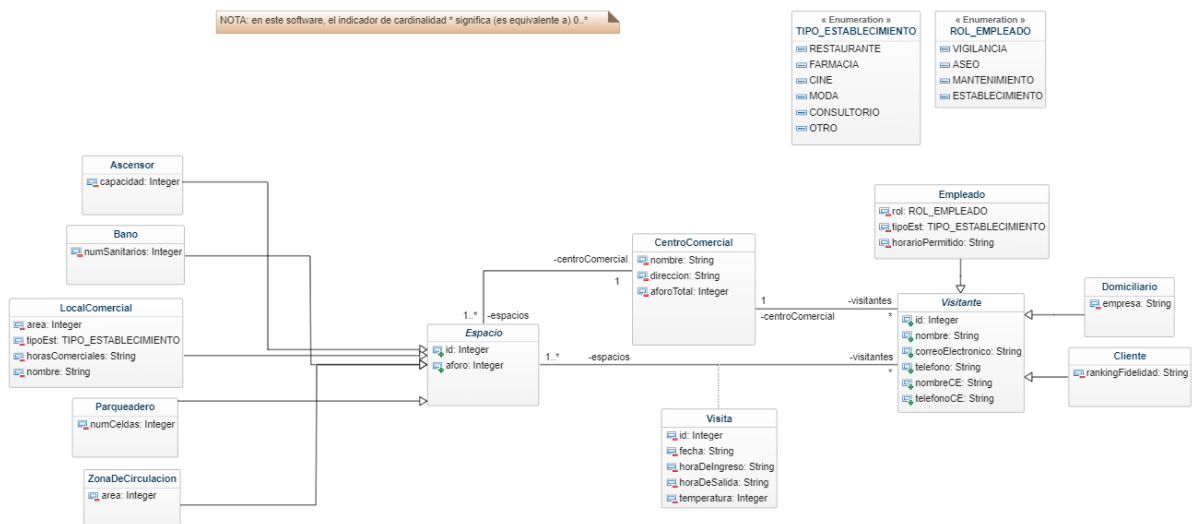 NOTA: en este software, el indicador de cardinalidad * significa (es equivalente a) 0..*
« Enumeration »
TIPO_ESTABLECIMIENTO
RESTAURANTE
FARMACIA
CINE
MODA
CONSULTORIO
OTRO
« Enumeration »
ROL_EMPLEADO
VIGILANCIA
ASEO
MANTENIMIENTO
ESTABLECIMIENTO
Ascensor
capacidad: Integer
Bano
numSanitarios: Integer
LocalComercial
area: Integer
tipoEst: TIPO_ESTABLECIMIENTO
horasComerciales: String
nombre: String
Parqueadero
numCeldas: Integer
ZonaDeCirculacion
area: Integer
Espacio
id: Integer
aforo: Integer
1..* -espacios
-centroComercial
1
CentroComercial
nombre: String
direccion: String
aforoTotal: Integer
1 -visitantes
-centroComercial *
1..* -espacios -visitantes
*
Visita
id: Integer
fecha: String
horaDeIngreso: String
horaDeSalida: String
temperatura: Integer
Empleado
rol: ROL_EMPLEADO
tipoEst: TIPO_ESTABLECIMIENTO
horarioPermitido: String
Visitante
id: Integer
nombre: String
correoElectronico: String
telefono: String
nombreCE: String
telefonoCE: String
Domiciliario
empresa: String
Cliente
rankingFidelidad: String